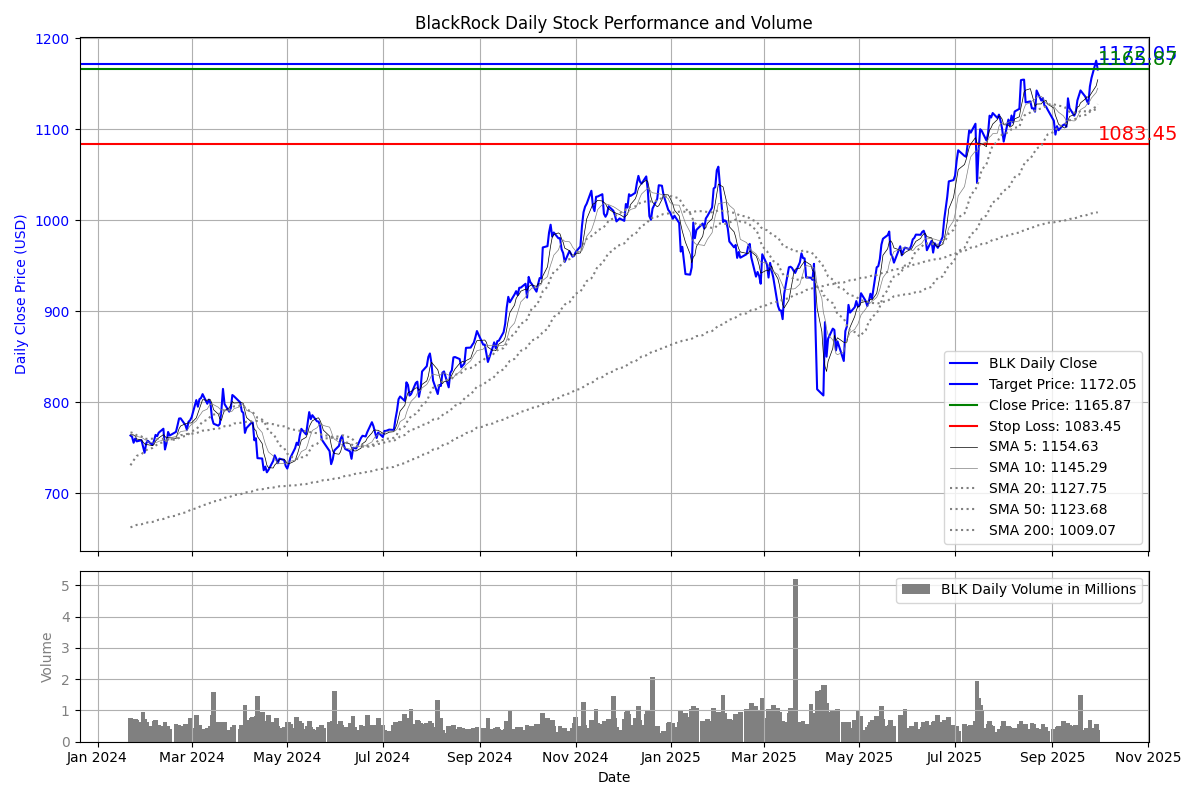 BlackRock Daily Stock Performance and Volume
1200
1100
1000
900
800
700
Daily Close Price (USD)
1172.05
1165.87
1083.45
BLK Daily Close
Target Price: 1172.05
Close Price: 1165.87
Stop Loss: 1083.45
SMA 5: 1154.63
SMA 10: 1145.29
SMA 20: 1127.75
SMA 50: 1123.68
SMA 200: 1009.07
5
4
3
2
1
0
Volume
BLK Daily Volume in Millions
Jan 2024 Mar 2024 May 2024 Jul 2024 Sep 2024 Nov 2024 Jan 2025 Mar 2025 May 2025 Jul 2025 Sep 2025 Nov 2025
Date